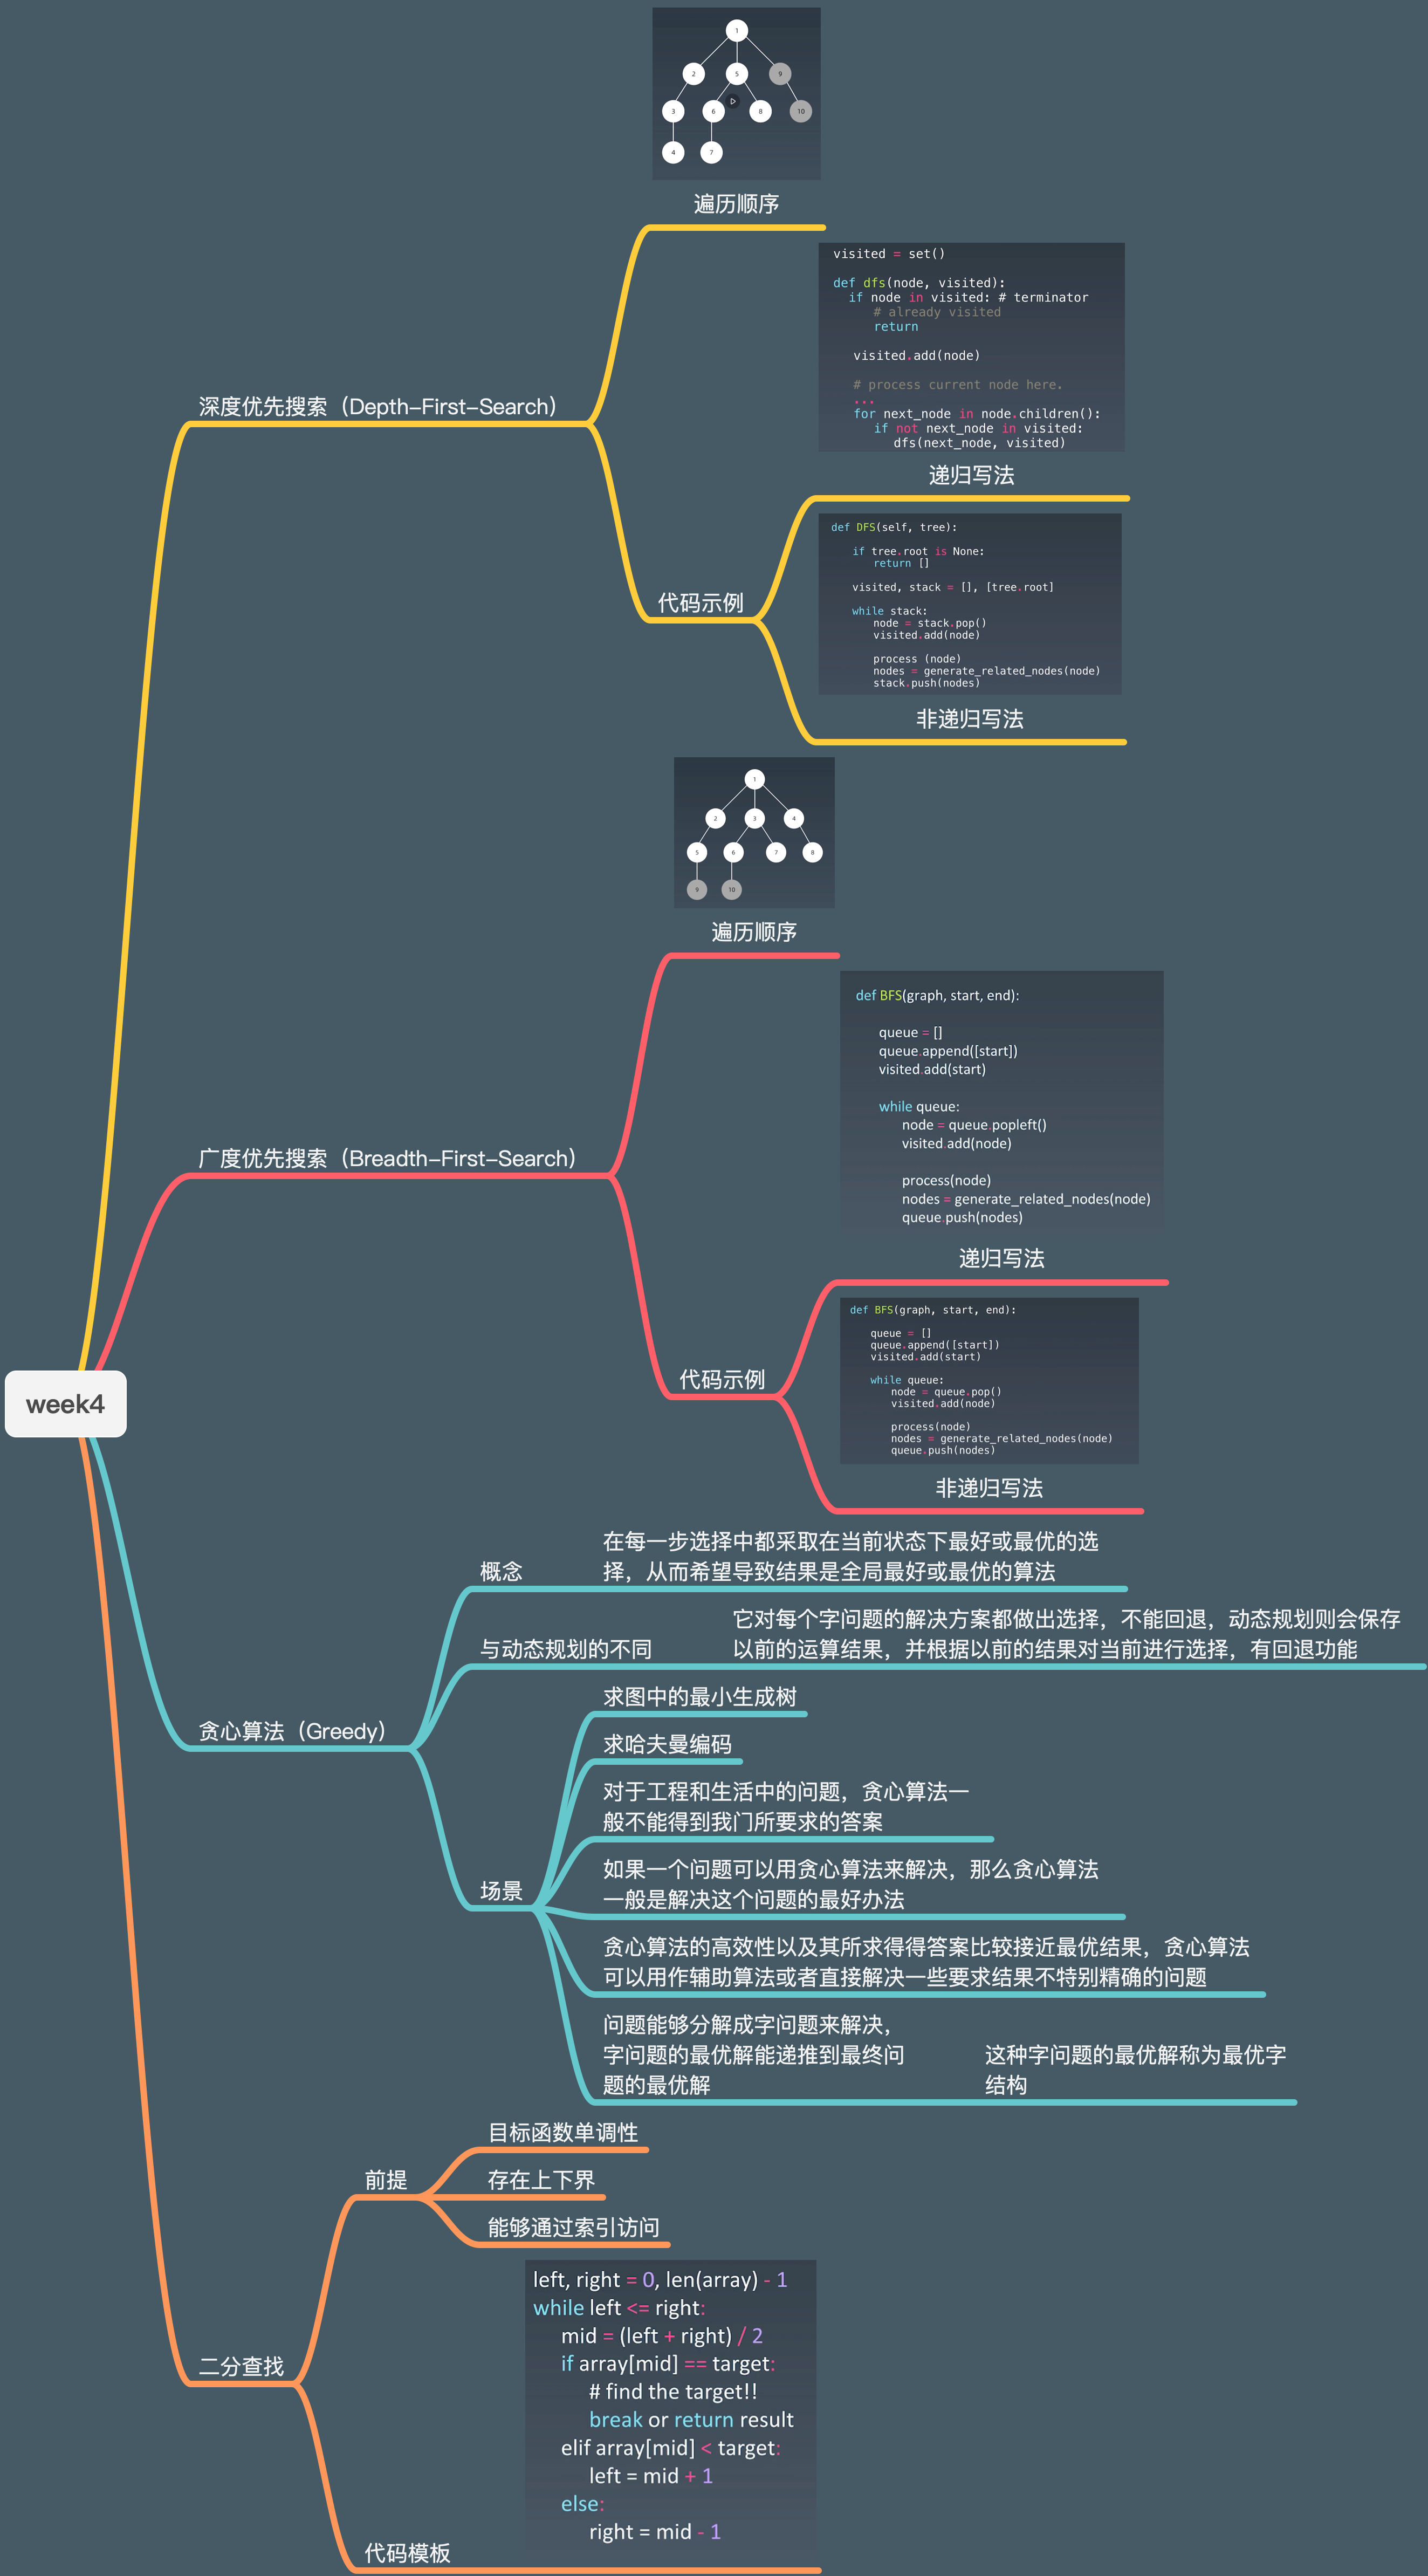 1
2
5
9
3
6
8
10
4
7
遍历顺序
visited = set()
def dfs(node, visited):
if node in visited: # terminator
# already visited
return
visited.add(node)
# process current node here.
...
for next_node in node.children():
if not next_node in visited:
dfs(next_node, visited)
递归写法
深度优先搜索（Depth-First-Search）
def DFS(self, tree):
if tree.root is None:
return []
visited, stack = [], [tree.root]
while stack:
node = stack.pop()
visited.add(node)
process (node)
nodes = generate_related_nodes(node)
stack.push(nodes)
代码示例
非递归写法
1
2
3
4
5
6
7
8
9
10
遍历顺序
def BFS(graph, start, end):
queue = []
queue.append([start])
visited.add(start)
while queue:
node = queue.popleft()
visited.add(node)
process(node)
nodes = generate_related_nodes(node)
queue.push(nodes)
广度优先搜索（Breadth-First-Search）
递归写法
def BFS(graph, start, end):
queue = []
queue.append([start])
visited.add(start)
while queue:
node = queue.pop()
visited.add(node)
process(node)
nodes = generate_related_nodes(node)
queue.push(nodes)
代码示例
非递归写法
week4
概念
在每一步选择中都采取在当前状态下最好或最优的选
择，从而希望导致结果是全局最好或最优的算法
与动态规划的不同
它对每个字问题的解决方案都做出选择，不能回退，动态规划则会保存
以前的运算结果，并根据以前的结果对当前进行选择，有回退功能
贪心算法（Greedy）
求图中的最小生成树
求哈夫曼编码
对于工程和生活中的问题，贪心算法一
般不能得到我门所要求的答案
场景
如果一个问题可以用贪心算法来解决，那么贪心算法
一般是解决这个问题的最好办法
贪心算法的高效性以及其所求得得答案比较接近最优结果，贪心算法
可以用作辅助算法或者直接解决一些要求结果不特别精确的问题
问题能够分解成字问题来解决，
字问题的最优解能递推到最终问
题的最优解
这种字问题的最优解称为最优字
结构
目标函数单调性
前提
存在上下界
能够通过索引访问
二分查找
left, right = 0, len(array) - 1
while left <= right:
mid = (left + right) / 2
if array[mid] == target:
# find the target!!
break or return result
elif array[mid] < target:
left = mid + 1
else:
right = mid - 1
代码模板